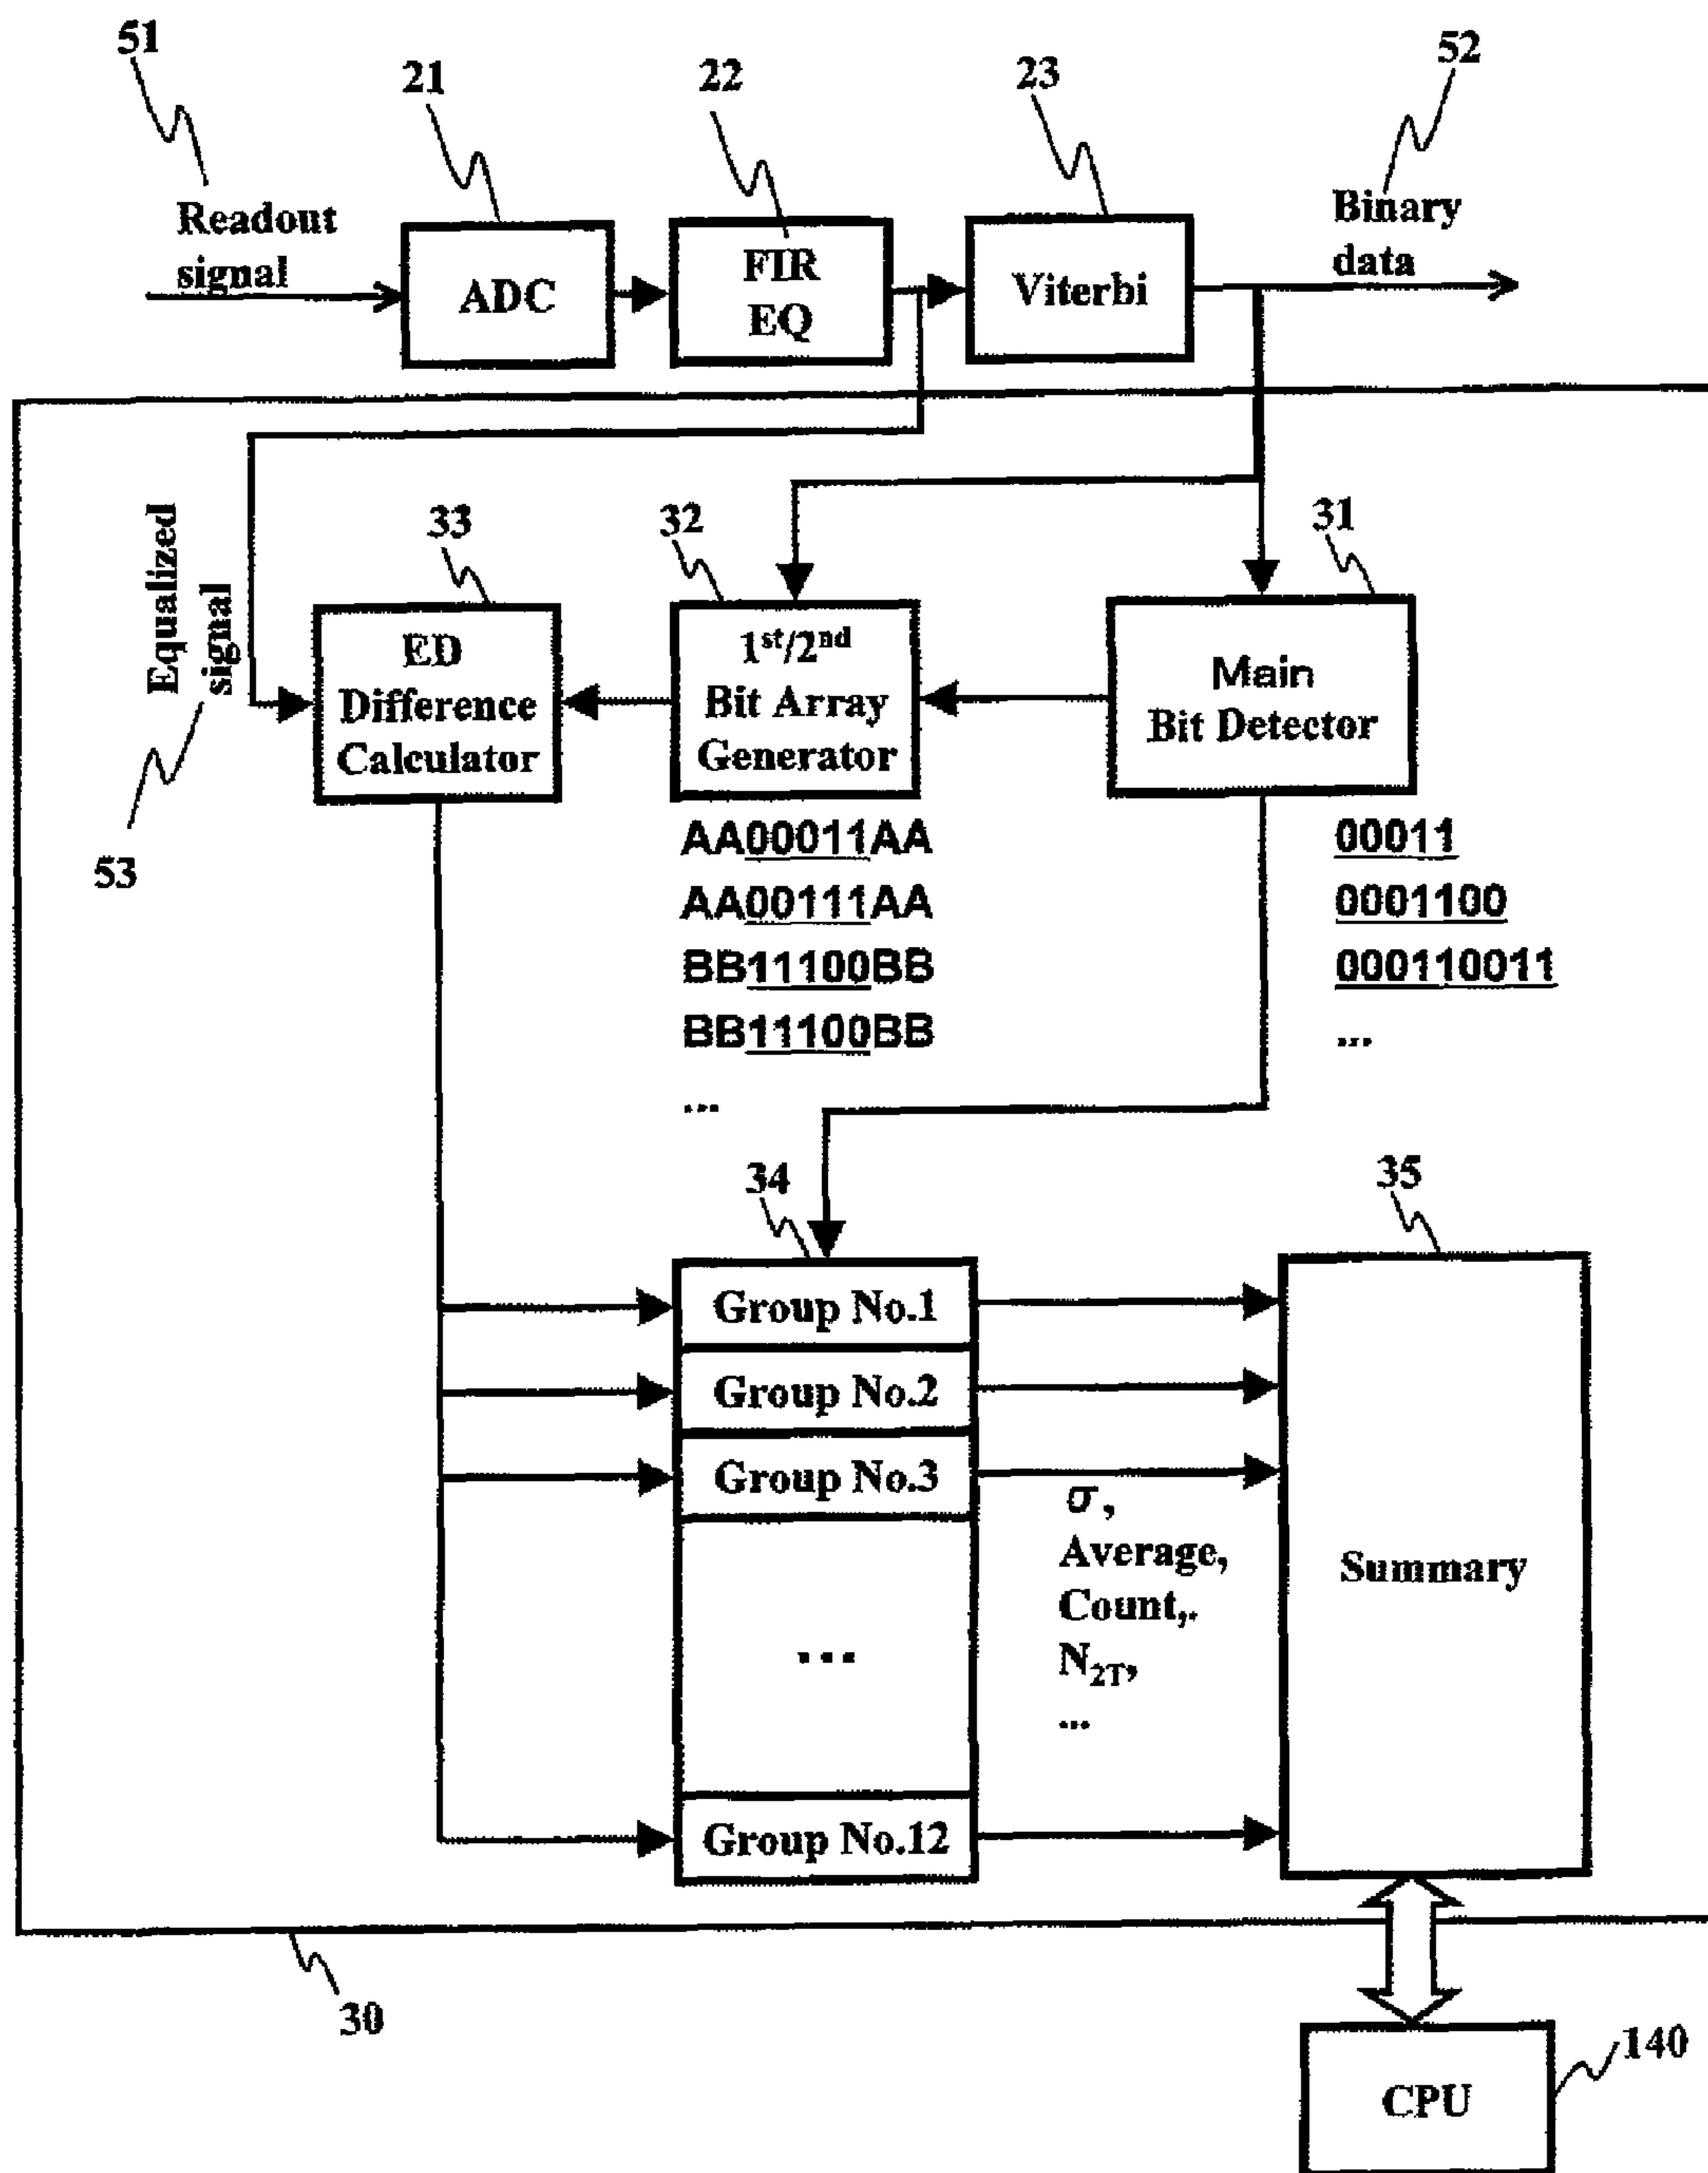 51
21
22
23
52
Readout
signal
ADC
FIR
EQ
Viterbi
Binary
data
Equalized
signal
53
33
32
31
ED
Difference
Calculator
1st/2nd
Bit Array
Generator
Main
Bit Detector
AA00011AA
AA00111AA
BB11100BB
BB11100BB
...
00011
0001100
000110011
...
34
35
Group No.1
Group No.2
Group No.3
...
Group No.12
σ,
Average,
Count,.
N2T,
...
Summary
30
140
CPU